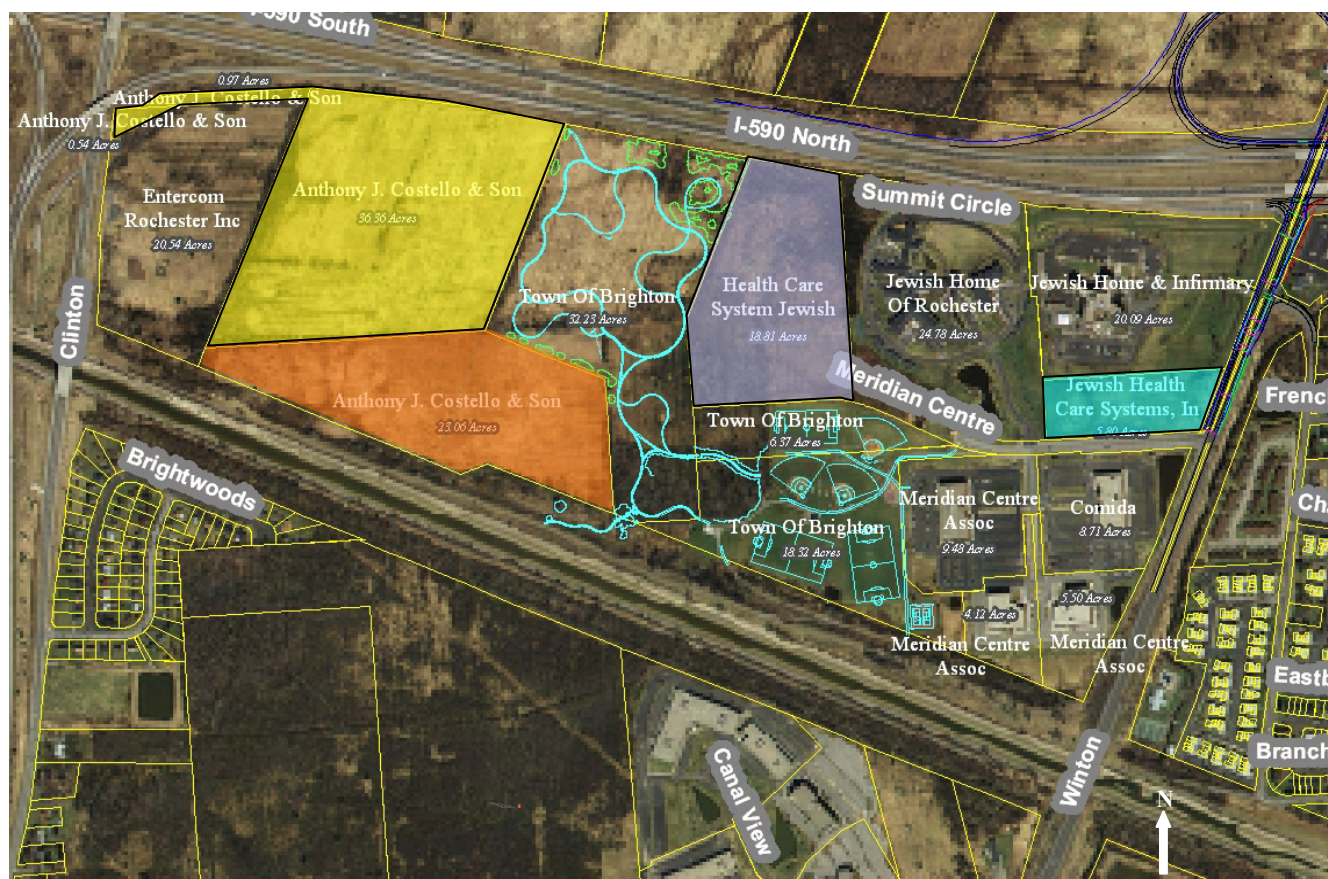 I-590 South
0.97 Acres
Anthony J. Costello & Son
Anthony J. Costello & Son
0.54 Acres
I-590 North
Entercom
Rochester Inc
20.54 Acres
Anthony J. Costello & Son
36.36 Acres
Summit Circle
Town Of Brighton
32.23 Acres
Health Care
System Jewish
18.81 Acres
Jewish Home
Of Rochester
24.78 Acres
Jewish Home & Infirmary
20.09 Acres
Clinton
Anthony J. Costello & Son
23.06 Acres
Meridian Centre
Jewish Health
Care Systems, In
5.80 Acres
Frenc
Town Of Brighton
6.37 Acres
Brightwoods
Meridian Centre
Assoc
9.48 Acres
Comida
8.71 Acres
Cha
Town Of Brighton
18.32 Acres
4.12 Acres
5.50 Acres
Meridian Centre
Assoc
Meridian Centre
Assoc
Eastb
Branch
Canal View
Winton
N